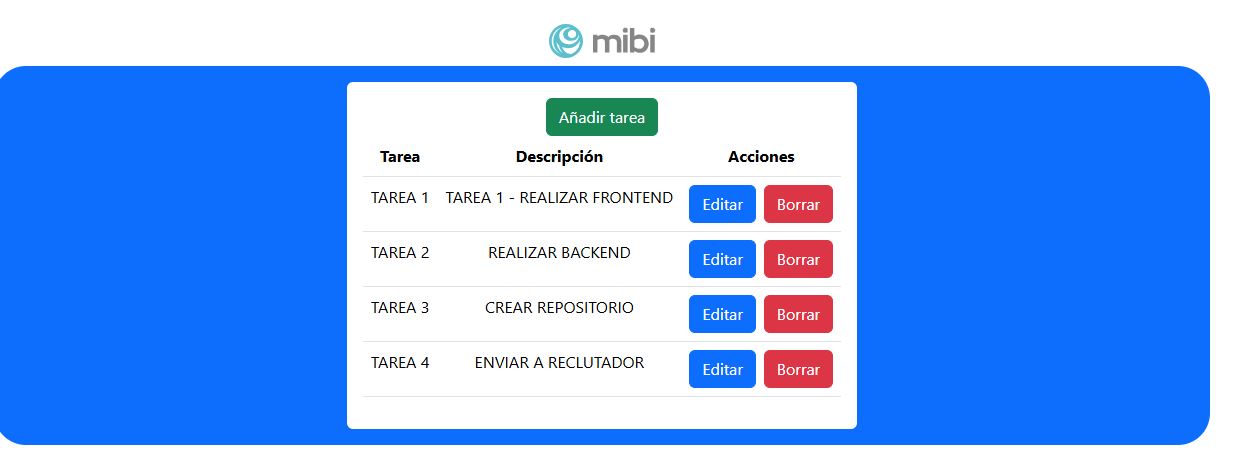 mibi
Añadir tarea
Tarea Descripción Acciones
TAREA 1 TAREA 1 - REALIZAR FRONTEND Editar Borrar
TAREA 2 REALIZAR BACKEND Editar Borrar
TAREA 3 CREAR REPOSITORIO Editar Borrar
TAREA 4 ENVIAR A RECLUTADOR Editar Borrar